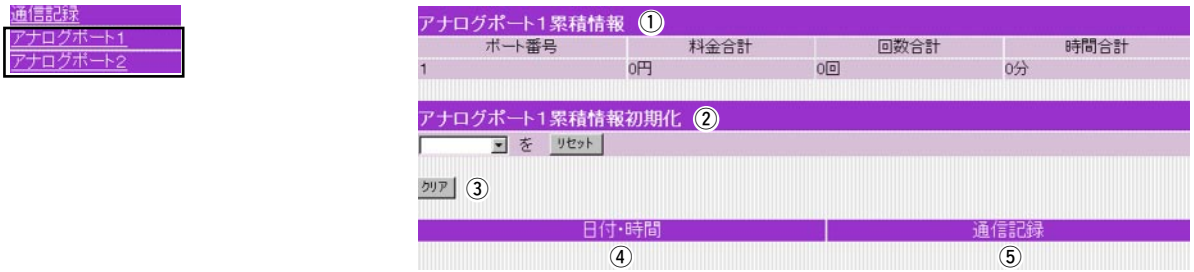 通信記録
アナログポート1
アナログポート2
アナログポート1累積情報 ①
ポート番号 料金合計 回数合計 時間合計
1 0円 0回 0分
アナログポート1累積情報初期化 ②
を リセット
クリア ③
日付・時間 通信記録
④ ⑤